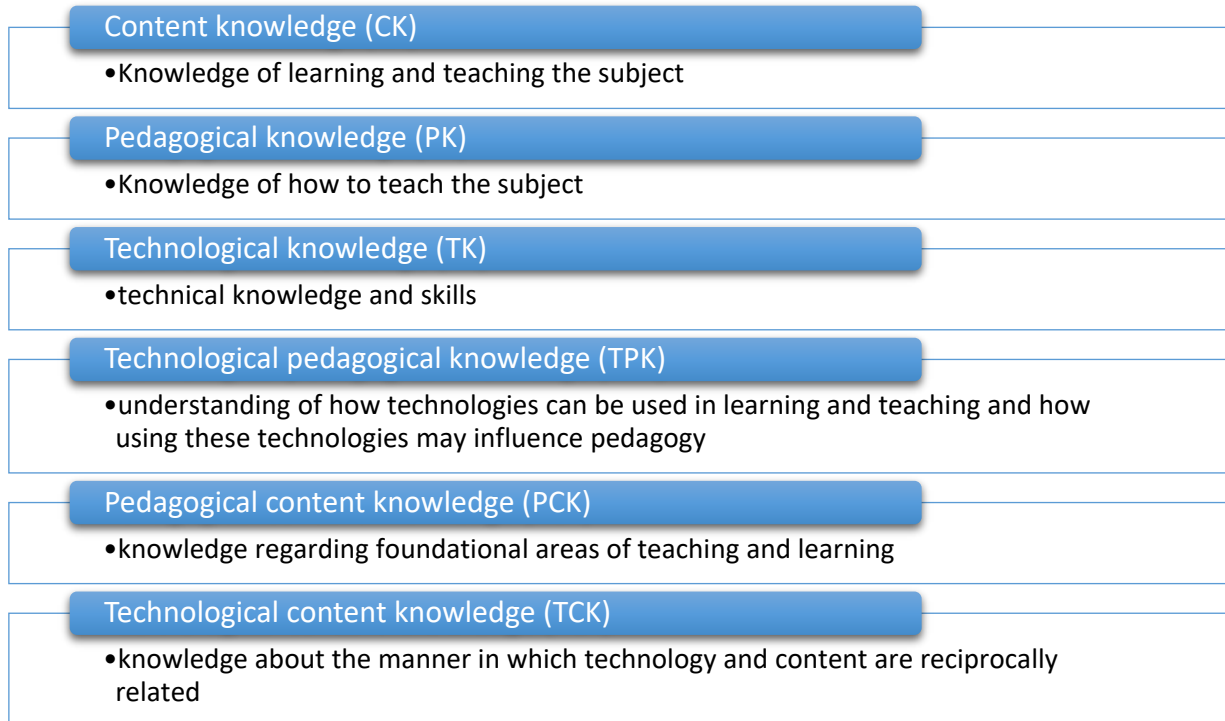 Content knowledge (CK)
•Knowledge of learning and teaching the subject
Pedagogical knowledge (PK)
•Knowledge of how to teach the subject
Technological knowledge (TK)
•technical knowledge and skills
Technological pedagogical knowledge (TPK)
•understanding of how technologies can be used in learning and teaching and how
using these technologies may influence pedagogy
Pedagogical content knowledge (PCK)
•knowledge regarding foundational areas of teaching and learning
Technological content knowledge (TCK)
•knowledge about the manner in which technology and content are reciprocally
related